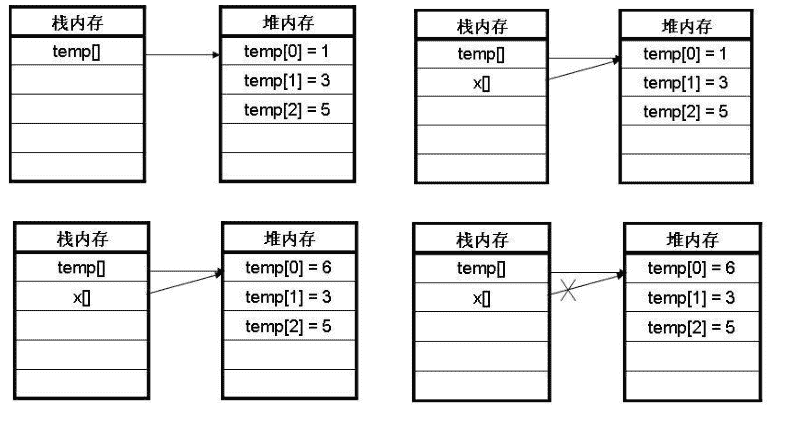 栈内存 堆内存
temp[] temp[0] = 1
temp[1] = 3
temp[2] = 5
栈内存 堆内存
temp[] temp[0] = 1
x[] temp[1] = 3
temp[2] = 5
栈内存 堆内存
temp[] temp[0] = 6
x[] temp[1] = 3
temp[2] = 5
栈内存 堆内存
temp[] temp[0] = 6
x[] temp[1] = 3
temp[2] = 5